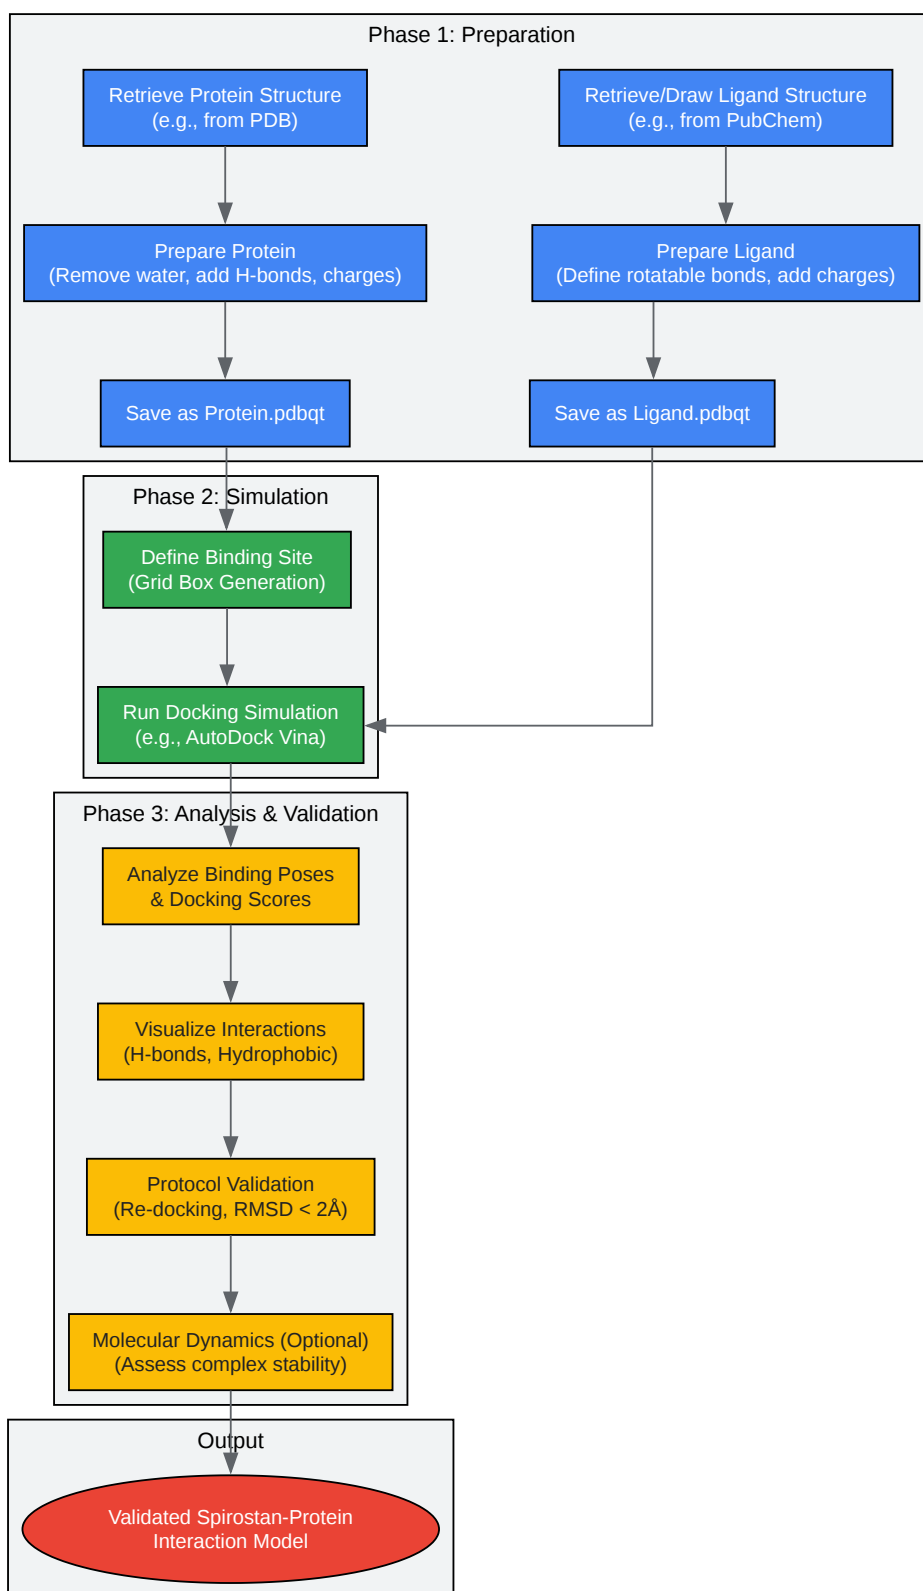 Phase 1: Preparation
Retrieve Protein Structure
(e.g., from PDB)
Retrieve/Draw Ligand Structure
(e.g., from PubChem)
Prepare Protein
(Remove water, add H-bonds, charges)
Prepare Ligand
(Define rotatable bonds, add charges)
Save as Protein.pdbqt
Save as Ligand.pdbqt
Phase 2: Simulation
Define Binding Site
(Grid Box Generation)
Run Docking Simulation
(e.g., AutoDock Vina)
Phase 3: Analysis & Validation
Analyze Binding Poses
& Docking Scores
Visualize Interactions
(H-bonds, Hydrophobic)
Protocol Validation
(Re-docking, RMSD < 2Å)
Molecular Dynamics (Optional)
(Assess complex stability)
Output
Validated Spirostan-Protein
Interaction Model